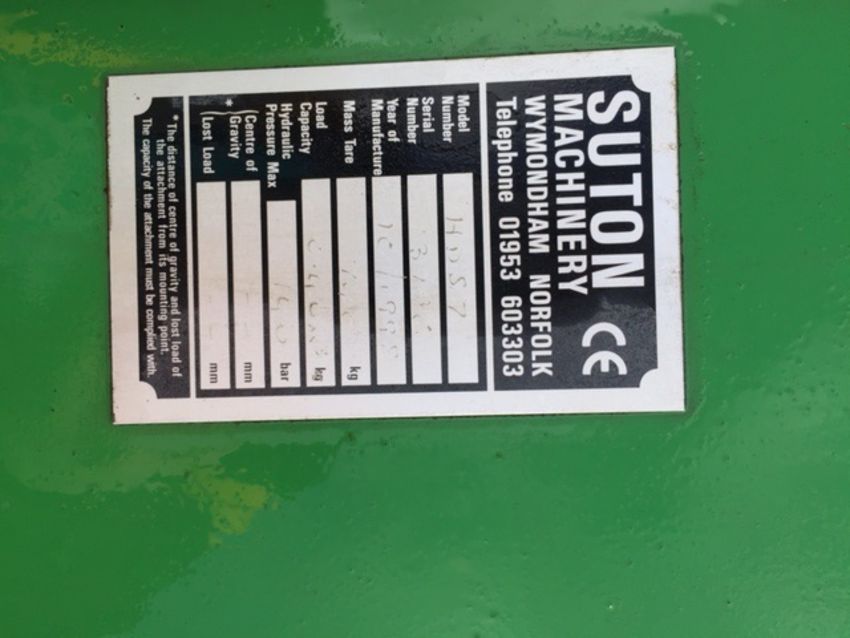 SUTON
MACHINERY
WYMONDHAM NORFOLK
Telephone 01953 603303
CE
Model
Number
Serial
Number
Year of
Manufacture
Mass Tare kg
Load
Capacity kg
Hydraulic
Pressure Max 140 bar
* (Centre of
Gravity mm
(Lost Load mm
*The distance of centre of gravity and lost load of
the attachment from its mounting point.
The capacity of the attachment must be complied with.